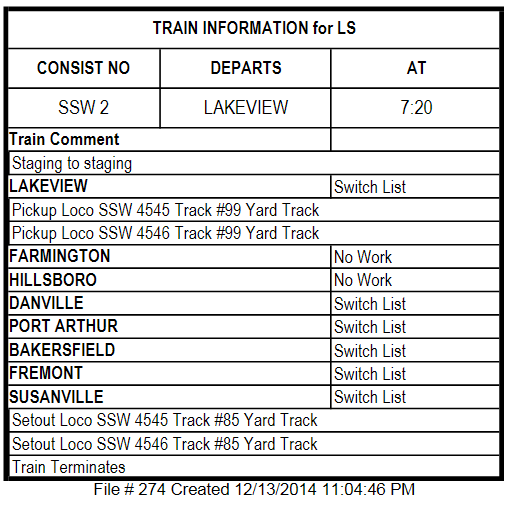 TRAIN INFORMATION for LS
CONSIST NO DEPARTS AT
SSW 2 LAKEVIEW 7:20
Train Comment
Staging to staging
LAKEVIEW Switch List
Pickup Loco SSW 4545 Track #99 Yard Track
Pickup Loco SSW 4546 Track #99 Yard Track
FARMINGTON No Work
HILLSBORO No Work
DANVILLE Switch List
PORT ARTHUR Switch List
BAKERSFIELD Switch List
FREMONT Switch List
SUSANVILLE Switch List
Setout Loco SSW 4545 Track #85 Yard Track
Setout Loco SSW 4546 Track #85 Yard Track
Train Terminates
File # 274 Created 12/13/2014 11:04:46 PM